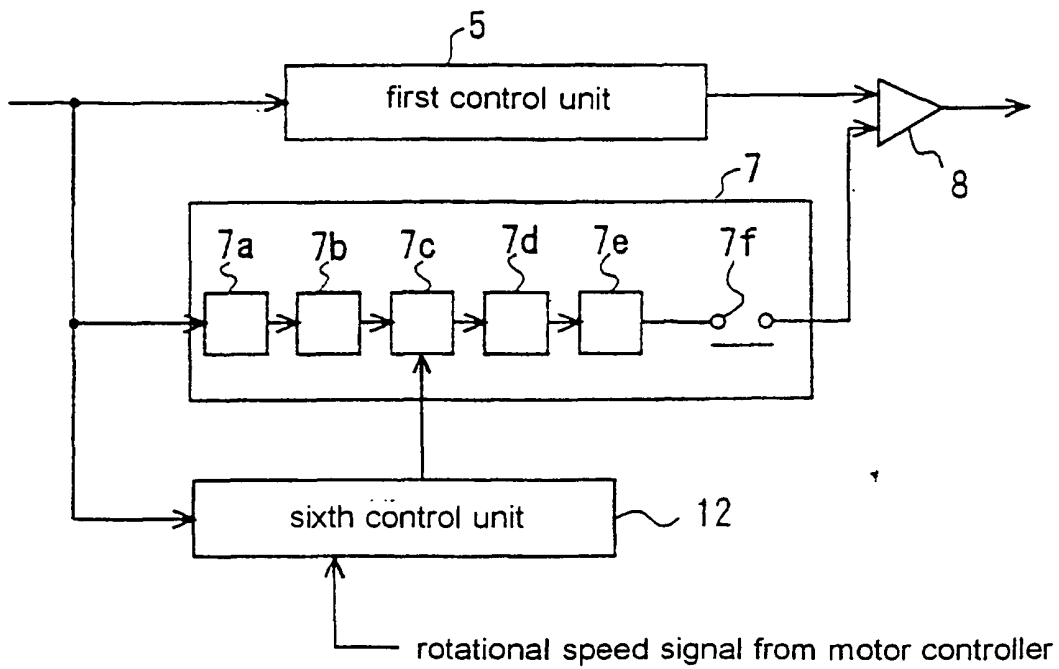 5
first control unit
8
7
7a 7b 7c 7d 7e 7f
sixth control unit
12
rotational speed signal from motor controller